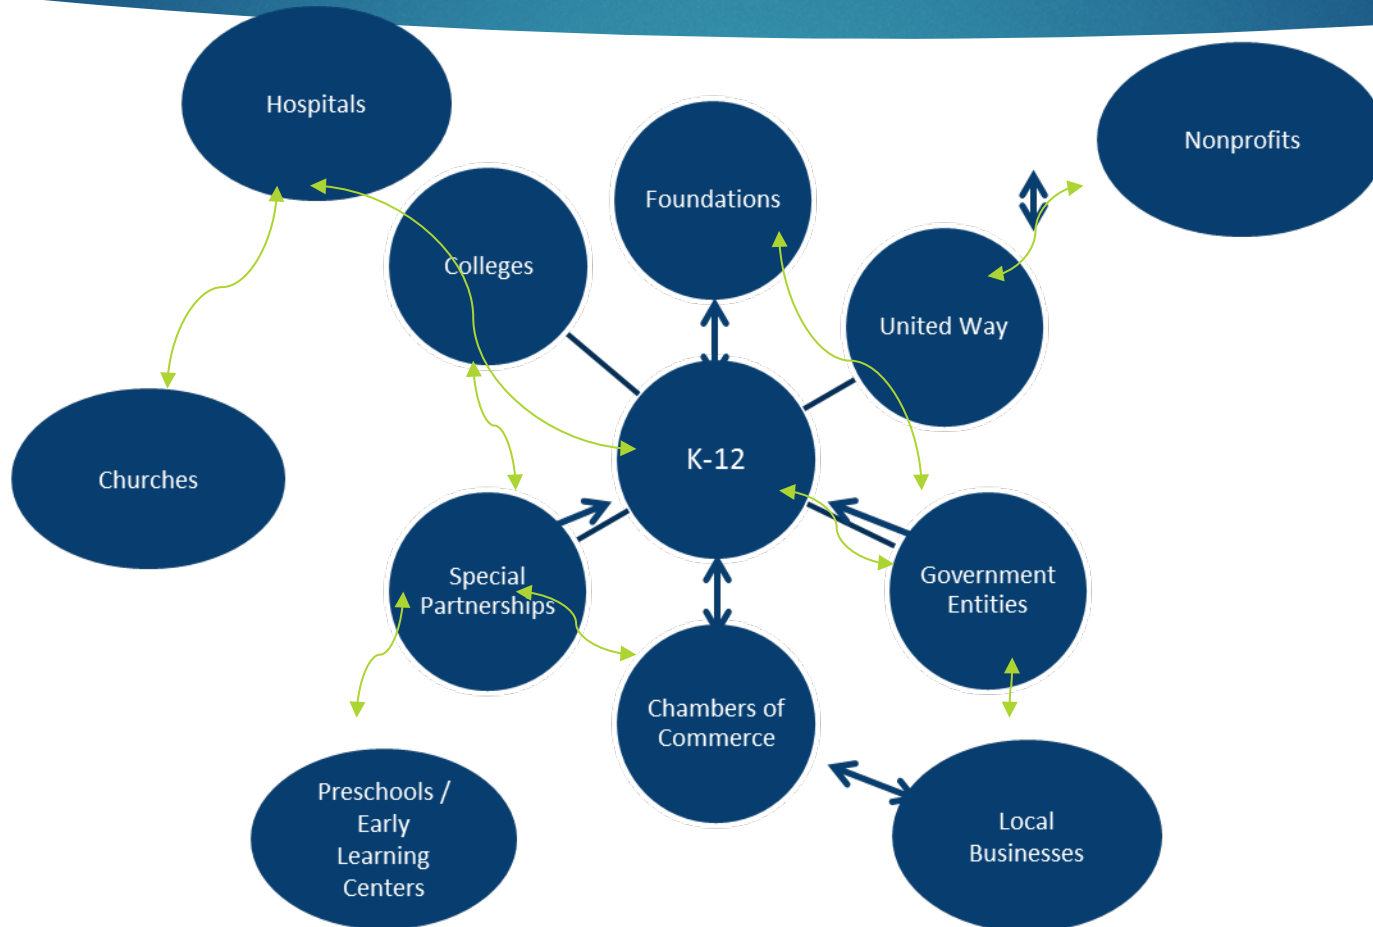 Hospitals
Nonprofits
Foundations
Colleges
United Way
K-12
Churches
Special
Partnerships
Government
Entities
Chambers of
Commerce
Preschools /
Early
Learning
Centers
Local
Businesses